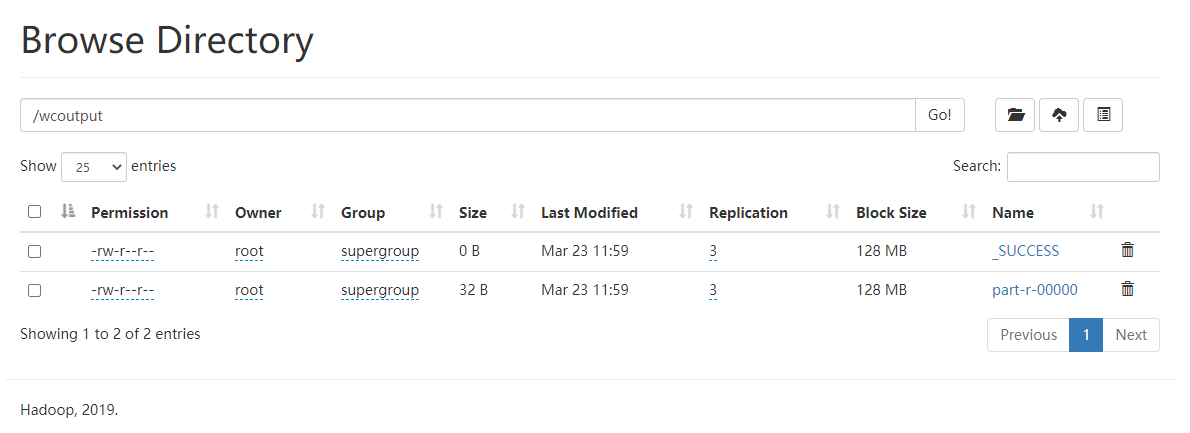 Browse Directory
/wcoutput Go!
Show 25 entries Search:
Permission Owner Group Size Last Modified Replication Block Size Name
-rw-r--r-- root supergroup 0 B Mar 23 11:59 3 128 MB _SUCCESS
-rw-r--r-- root supergroup 32 B Mar 23 11:59 3 128 MB part-r-00000
Showing 1 to 2 of 2 entries Previous 1 Next
Hadoop, 2019.